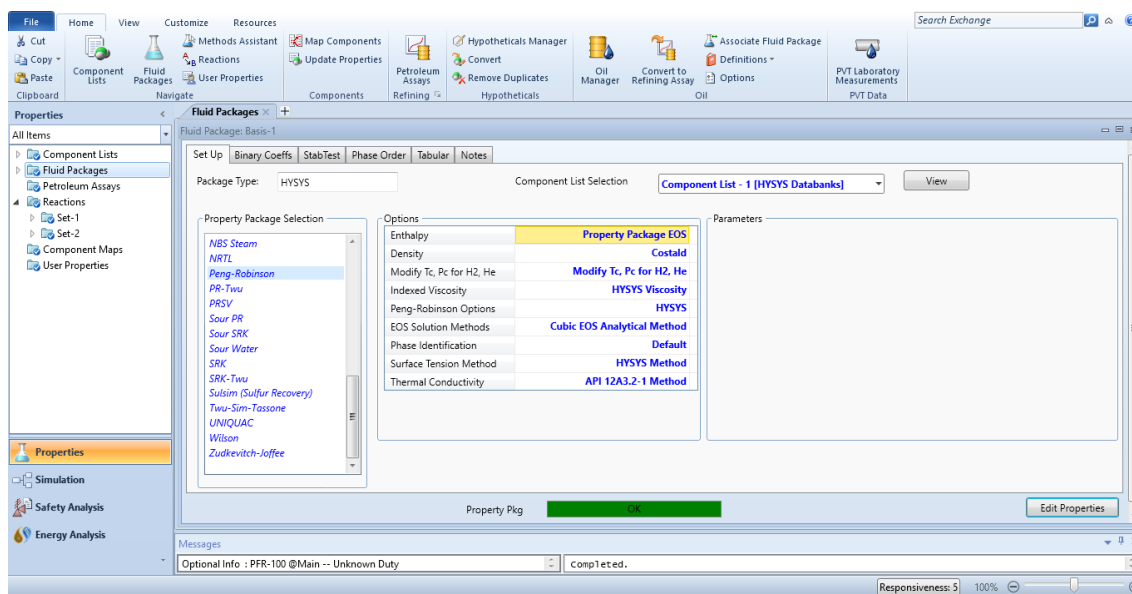 File Home View Customize Resources Search Exchange
Cut Methods Assistant Map Components Hypotheticals Manager Associate Fluid Package
Copy Reactions Update Properties Convert Definitions
Paste Component Lists Fluid Packages User Properties Petroleum Assays Remove Duplicates Oil Manager Convert to Refining Assay Options PVT Laboratory Measurements
Clipboard Navigate Components Refining Hypotheticals Oil PVT Data
Properties
All Items
Component Lists
Fluid Packages
Petroleum Assays
Reactions
Set-1
Set-2
Component Maps
User Properties
Properties
Simulation
Safety Analysis
Energy Analysis
Fluid Packages
Fluid Package: Basis-1
Set Up Binary Coeffs StabTest Phase Order Tabular Notes
Package Type: HYSYS Component List Selection Component List - 1 [HYSYS Databanks] View
Property Package Selection
NBS Steam
NRTL
Peng-Robinson
PR-Twu
PRSV
Sour PR
Sour SRK
Sour Water
SRK
SRK-Twu
Sulsim (Sulfur Recovery)
Twu-Sim-Tassone
UNIQUAC
Wilson
Zudkevitch-Joffee
Options
Enthalpy Property Package EOS
Density Costald
Modify Tc, Pc for H2, He Modify Tc, Pc for H2, He
Indexed Viscosity HYSYS Viscosity
Peng-Robinson Options HYSYS
EOS Solution Methods Cubic EOS Analytical Method
Phase Identification Default
Surface Tension Method HYSYS Method
Thermal Conductivity API 12A3.2-1 Method
Parameters
Property Pkg OK Edit Properties
Messages
Optional Info : PFR-100 @Main -- Unknown Duty Completed.
Responsiveness: 5 100%